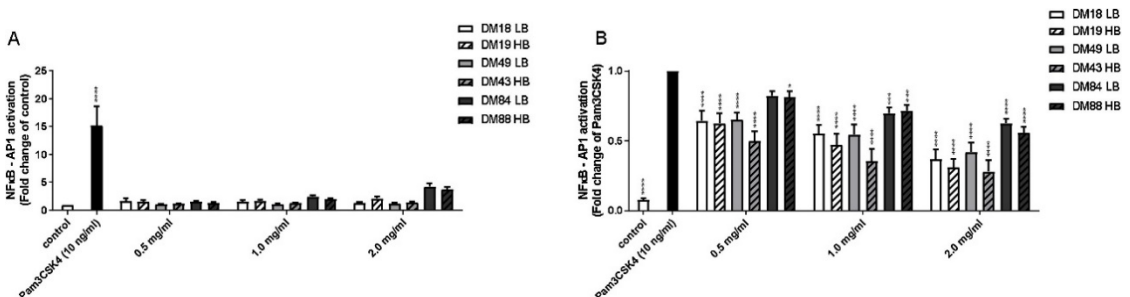 A
NFxB - AP1 activation
(Fold change of control)
25
20
15
10
5
0
****
control
Pam3CSK4 (10 ng/ml)
0.5 mg/ml
1.0 mg/ml
2.0 mg/ml
DM18 LB
DM19 HB
DM49 LB
DM43 HB
DM84 LB
DM88 HB
B
NFxB - AP1 activation
(Fold change of Pam3CSK4)
1.0
0.5
0.0
****
****
****
****
****
*
control
Pam3CSK4 (10 ng/ml)
0.5 mg/ml
1.0 mg/ml
2.0 mg/ml
DM18 LB
DM19 HB
DM49 LB
DM43 HB
DM84 LB
DM88 HB